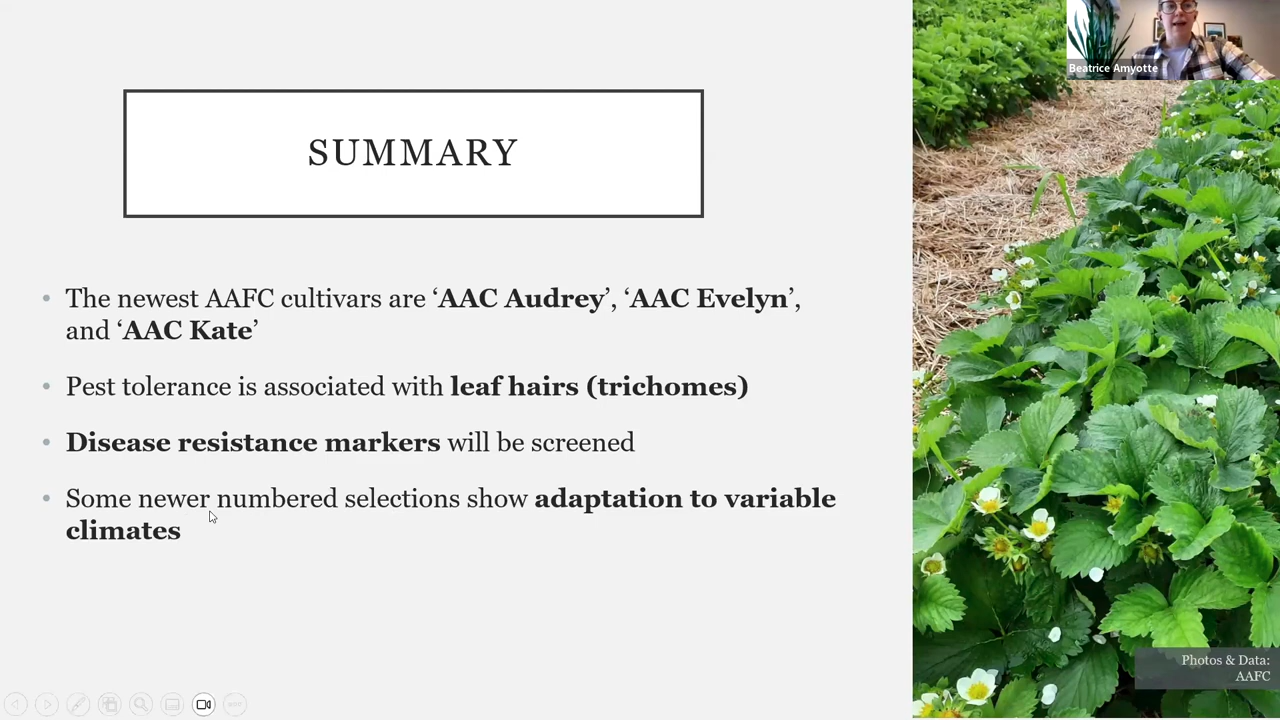 Beatrice Amyotte
SUMMARY
• The newest AAFC cultivars are ‘AAC Audrey’, ‘AAC Evelyn’,
and ‘AAC Kate’
• Pest tolerance is associated with leaf hairs (trichomes)
• Disease resistance markers will be screened
• Some newer numbered selections show adaptation to variable
climates
Photos & Data:
AAFC